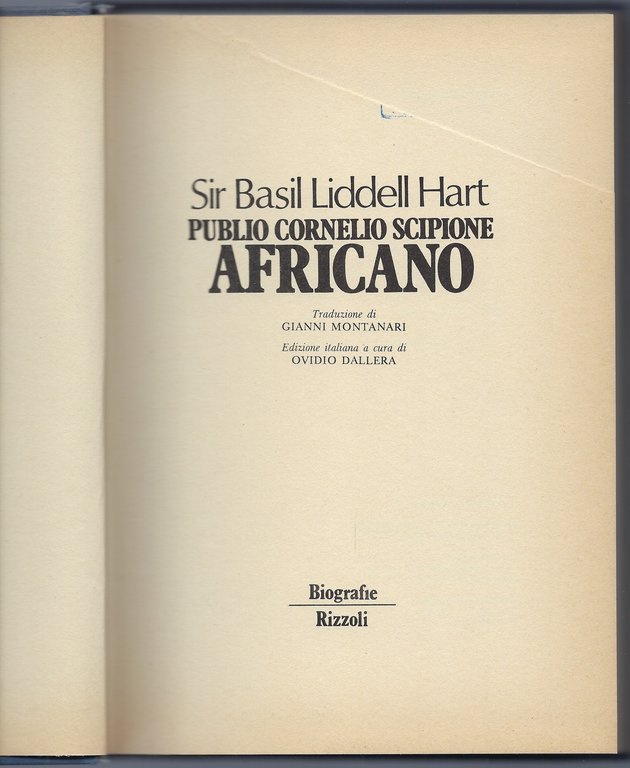 Sir Basil Liddell Hart
PUBLIO CORNELIO SCIPIONE
AFRICANO
Traduzione di
GIANNI MONTANARI
Edizione italiana a cura di
OVIDIO DALLERA
Biografie
Rizzoli